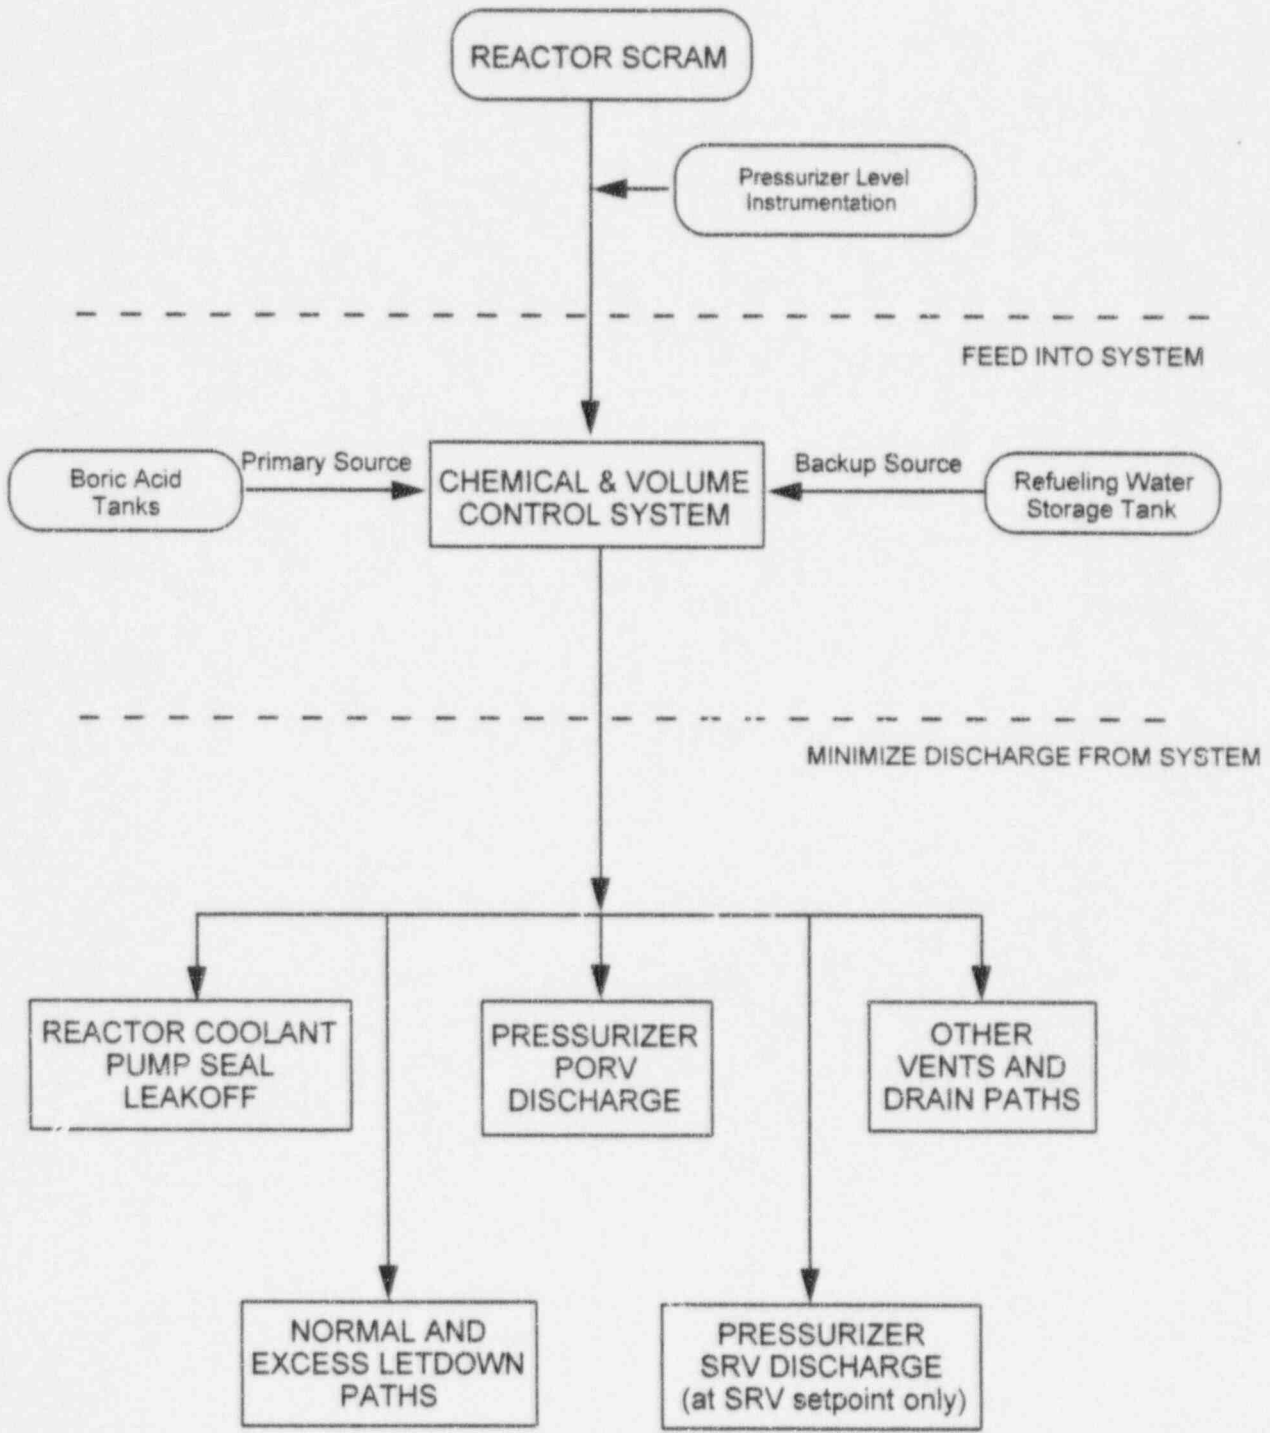 REACTOR SCRAM
Pressurizer Level
Instrumentation
FEED INTO SYSTEM
Boric Acid
Tanks
Primary Source
CHEMICAL & VOLUME
CONTROL SYSTEM
Backup Source
Refueling Water
Storage Tank
MINIMIZE DISCHARGE FROM SYSTEM
REACTOR COOLANT
PUMP SEAL
LEAKOFF
PRESSURIZER
PORV
DISCHARGE
OTHER
VENTS AND
DRAIN PATHS
NORMAL AND
EXCESS LETDOWN
PATHS
PRESSURIZER
SRV DISCHARGE
(at SRV setpoint only)